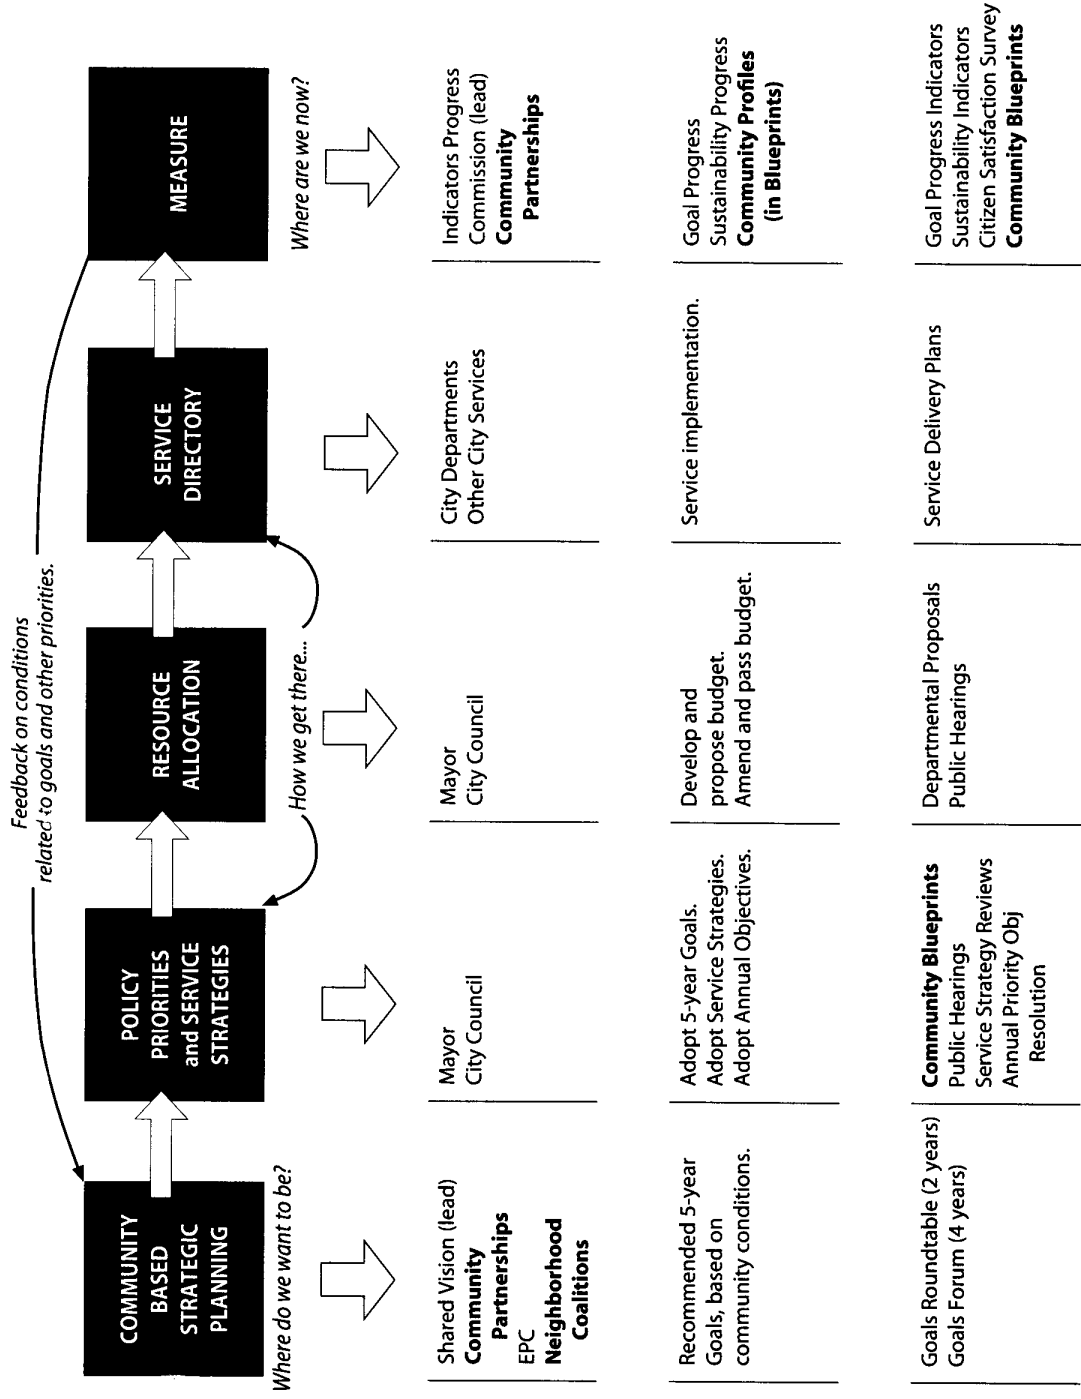 Feedback on conditions
related to goals and other priorities.
COMMUNITY
BASED
STRATEGIC
PLANNING
POLICY
PRIORITIES
and SERVICE
STRATEGIES
RESOURCE
ALLOCATION
SERVICE
DIRECTORY
MEASURE
Where do we want to be?
How we get there...
Where are we now?
Shared Vision (lead)
Community
Partnerships
EPC
Neighborhood
Coalitions
Mayor
City Council
Mayor
City Council
City Departments
Other City Services
Indicators Progress
Commission (lead)
Community
Partnerships
Recommended 5-year
Goals, based on
community conditions.
Adopt 5-year Goals.
Adopt Service Strategies.
Adopt Annual Objectives.
Develop and
propose budget.
Amend and pass budget.
Service implementation.
Goal Progress
Sustainability Progress
Community Profiles
(in Blueprints)
Goals Roundtable (2 years)
Goals Forum (4 years)
Community Blueprints
Public Hearings
Service Strategy Reviews
Annual Priority Obj
Resolution
Departmental Proposals
Public Hearings
Service Delivery Plans
Goal Progress Indicators
Sustainability Indicators
Citizen Satisfaction Survey
Community Blueprints